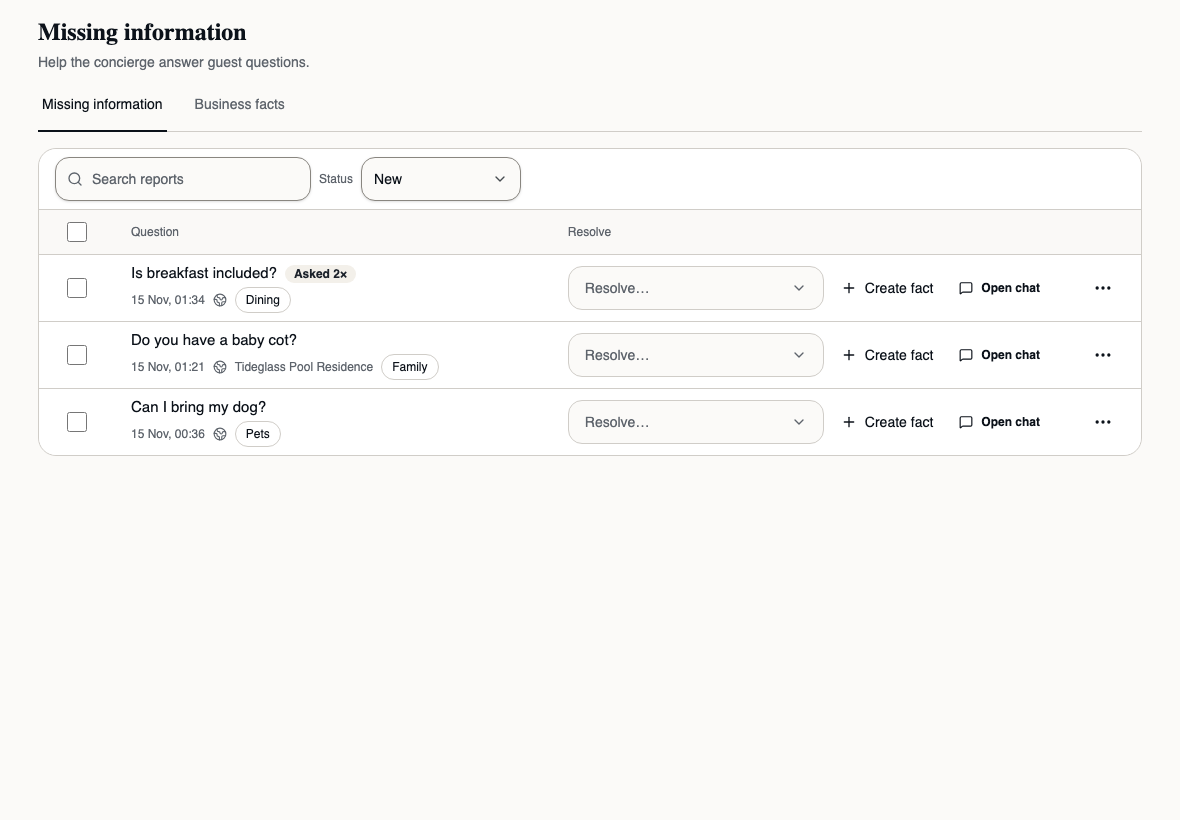 Missing information
Help the concierge answer guest questions.
Missing information Business facts
Search reports Status New
Question Resolve
Is breakfast included? Asked 2×
15 Nov, 01:34 Dining
Resolve… Create fact Open chat
Do you have a baby cot?
15 Nov, 01:21 Tideglass Pool Residence Family
Resolve… Create fact Open chat
Can I bring my dog?
15 Nov, 00:36 Pets
Resolve… Create fact Open chat